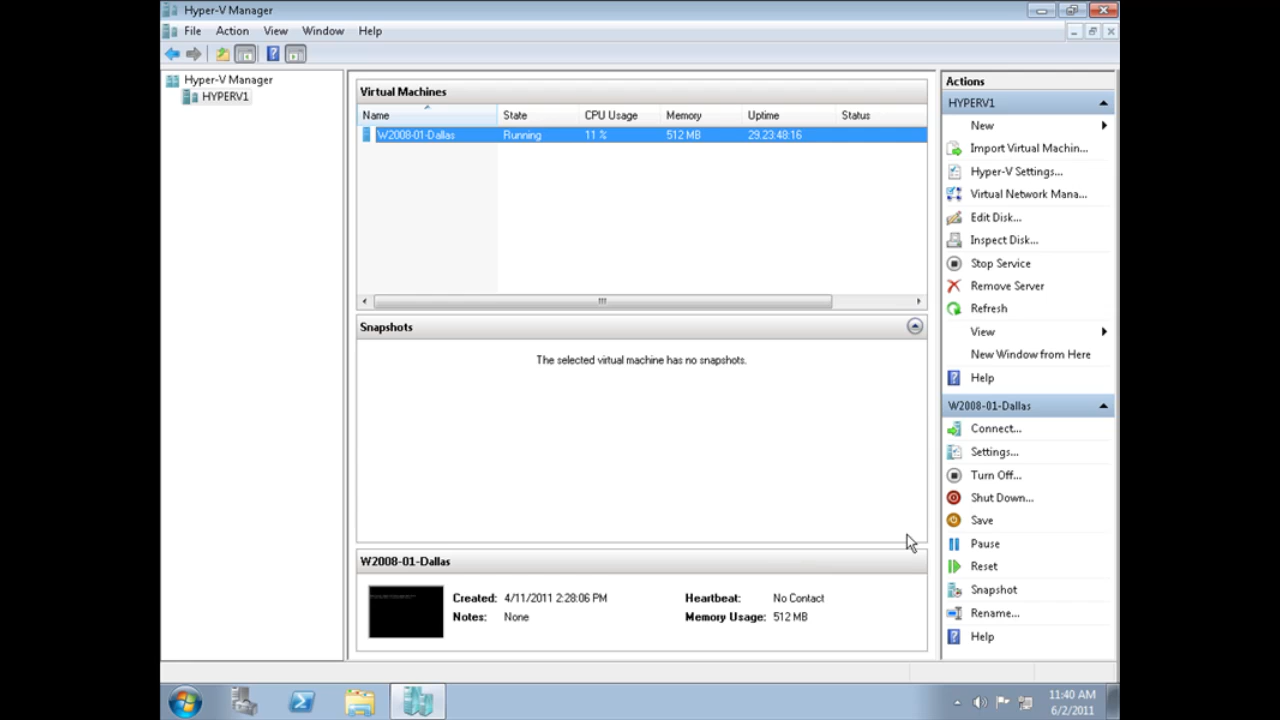 Hyper-V Manager
File Action View Window Help
Hyper-V Manager
HYPERV1
Virtual Machines
Name State CPU Usage Memory Uptime Status
W2008-01-Dallas Running 11 % 512 MB 29.23:48:16
Snapshots
The selected virtual machine has no snapshots.
W2008-01-Dallas
Created: 4/11/2011 2:28:06 PM Heartbeat: No Contact
Notes: None Memory Usage: 512 MB
Actions
HYPERV1
New
Import Virtual Machin...
Hyper-V Settings...
Virtual Network Mana...
Edit Disk...
Inspect Disk...
Stop Service
Remove Server
Refresh
View
New Window from Here
Help
W2008-01-Dallas
Connect...
Settings...
Turn Off...
Shut Down...
Save
Pause
Reset
Snapshot
Rename...
Help
11:40 AM
6/2/2011